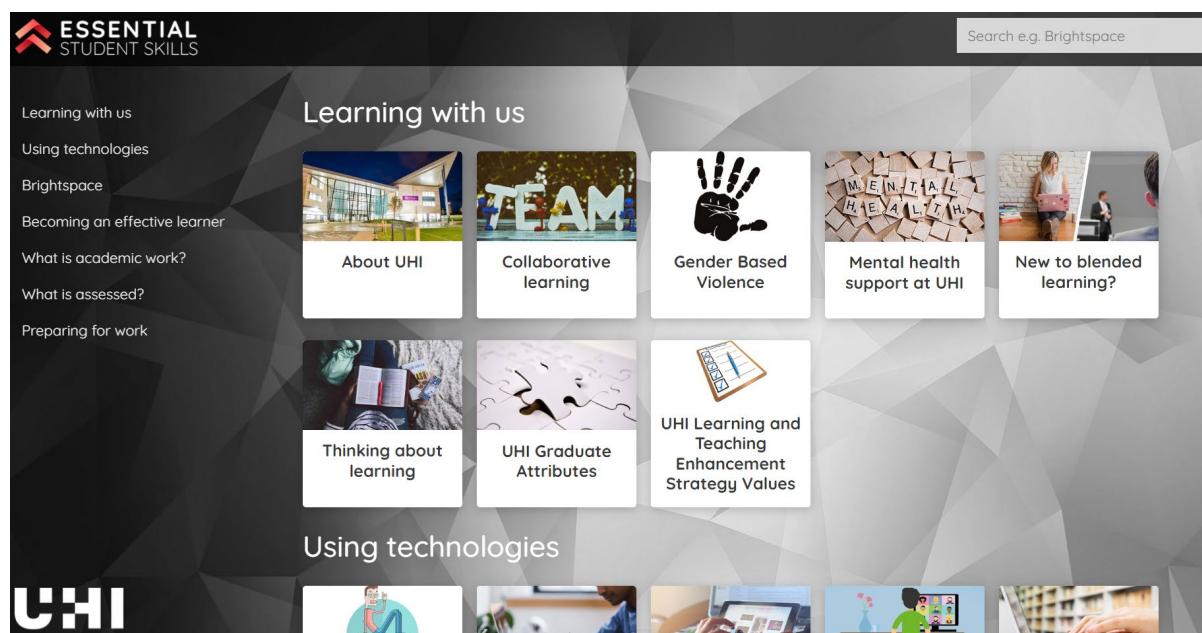 ESSENTIAL
STUDENT SKILLS
Search e.g. Brightspace
Learning with us
Using technologies
Brightspace
Becoming an effective learner
What is academic work?
What is assessed?
Preparing for work
Learning with us
TEAM
MENTAL
HEALTH
About UHI
Collaborative
learning
Gender Based
Violence
Mental health
support at UHI
New to blended
learning?
Thinking about
learning
UHI Graduate
Attributes
UHI Learning and
Teaching
Enhancement
Strategy Values
Using technologies
UHI